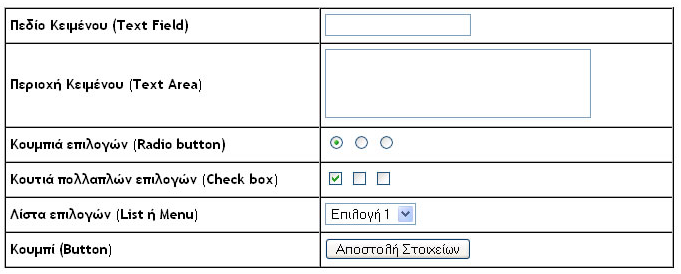 Πεδίο Κειμένου (Text Field)
Περιοχή Κειμένου (Text Area)
Κουμπιά επιλογών (Radio button)
Κουτιά πολλαπλών επιλογών (Check box)
Λίστα επιλογών (List ή Menu)
Επιλογή 1
Κουμπί (Button)
Αποστολή Στοιχείων